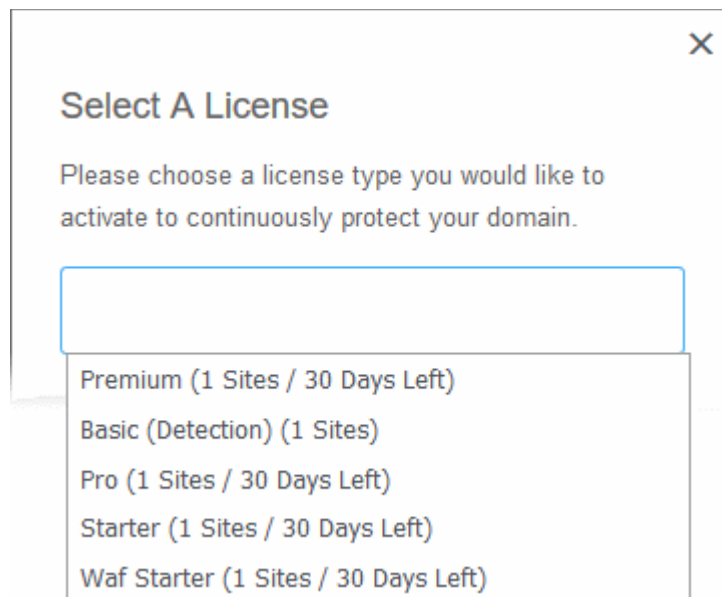 Select A License
Please choose a license type you would like to
activate to continuously protect your domain.
Premium (1 Sites / 30 Days Left)
Basic (Detection) (1 Sites)
Pro (1 Sites / 30 Days Left)
Starter (1 Sites / 30 Days Left)
Waf Starter (1 Sites / 30 Days Left)